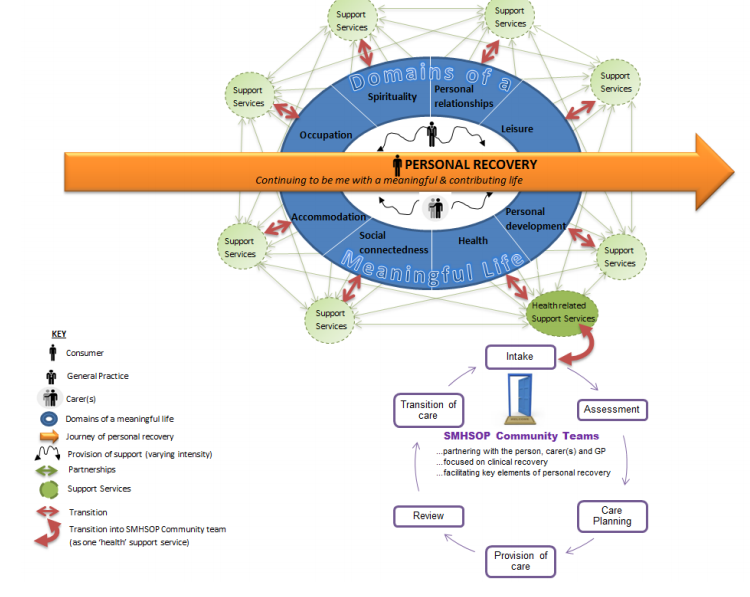 Support
Services
Support
Services
Support
Services
Support
Services
Domains of a
Spirituality
Personal
relationships
Occupation
Leisure
PERSONAL RECOVERY
Continuing to be me with a meaningful & contributing life
Accommodation
Personal
development
Social
connectedness
Health
Meaningful Life
Support
Services
Support
Services
Support
Services
Health related
Support Services
KEY
Consumer
General Practice
Carer(s)
Domains of a meaningful life
Journey of personal recovery
Provision of support (varying intensity)
Partnerships
Support Services
Transition
Transition into SMHSOP Community team
(as one ‘health’ support service)
Intake
Assessment
Care
Planning
Provision of
care
Review
Transition of
care
SMHSOP Community Teams
...partnering with the person, carer(s) and GP
...focused on clinical recovery
...facilitating key elements of personal recovery